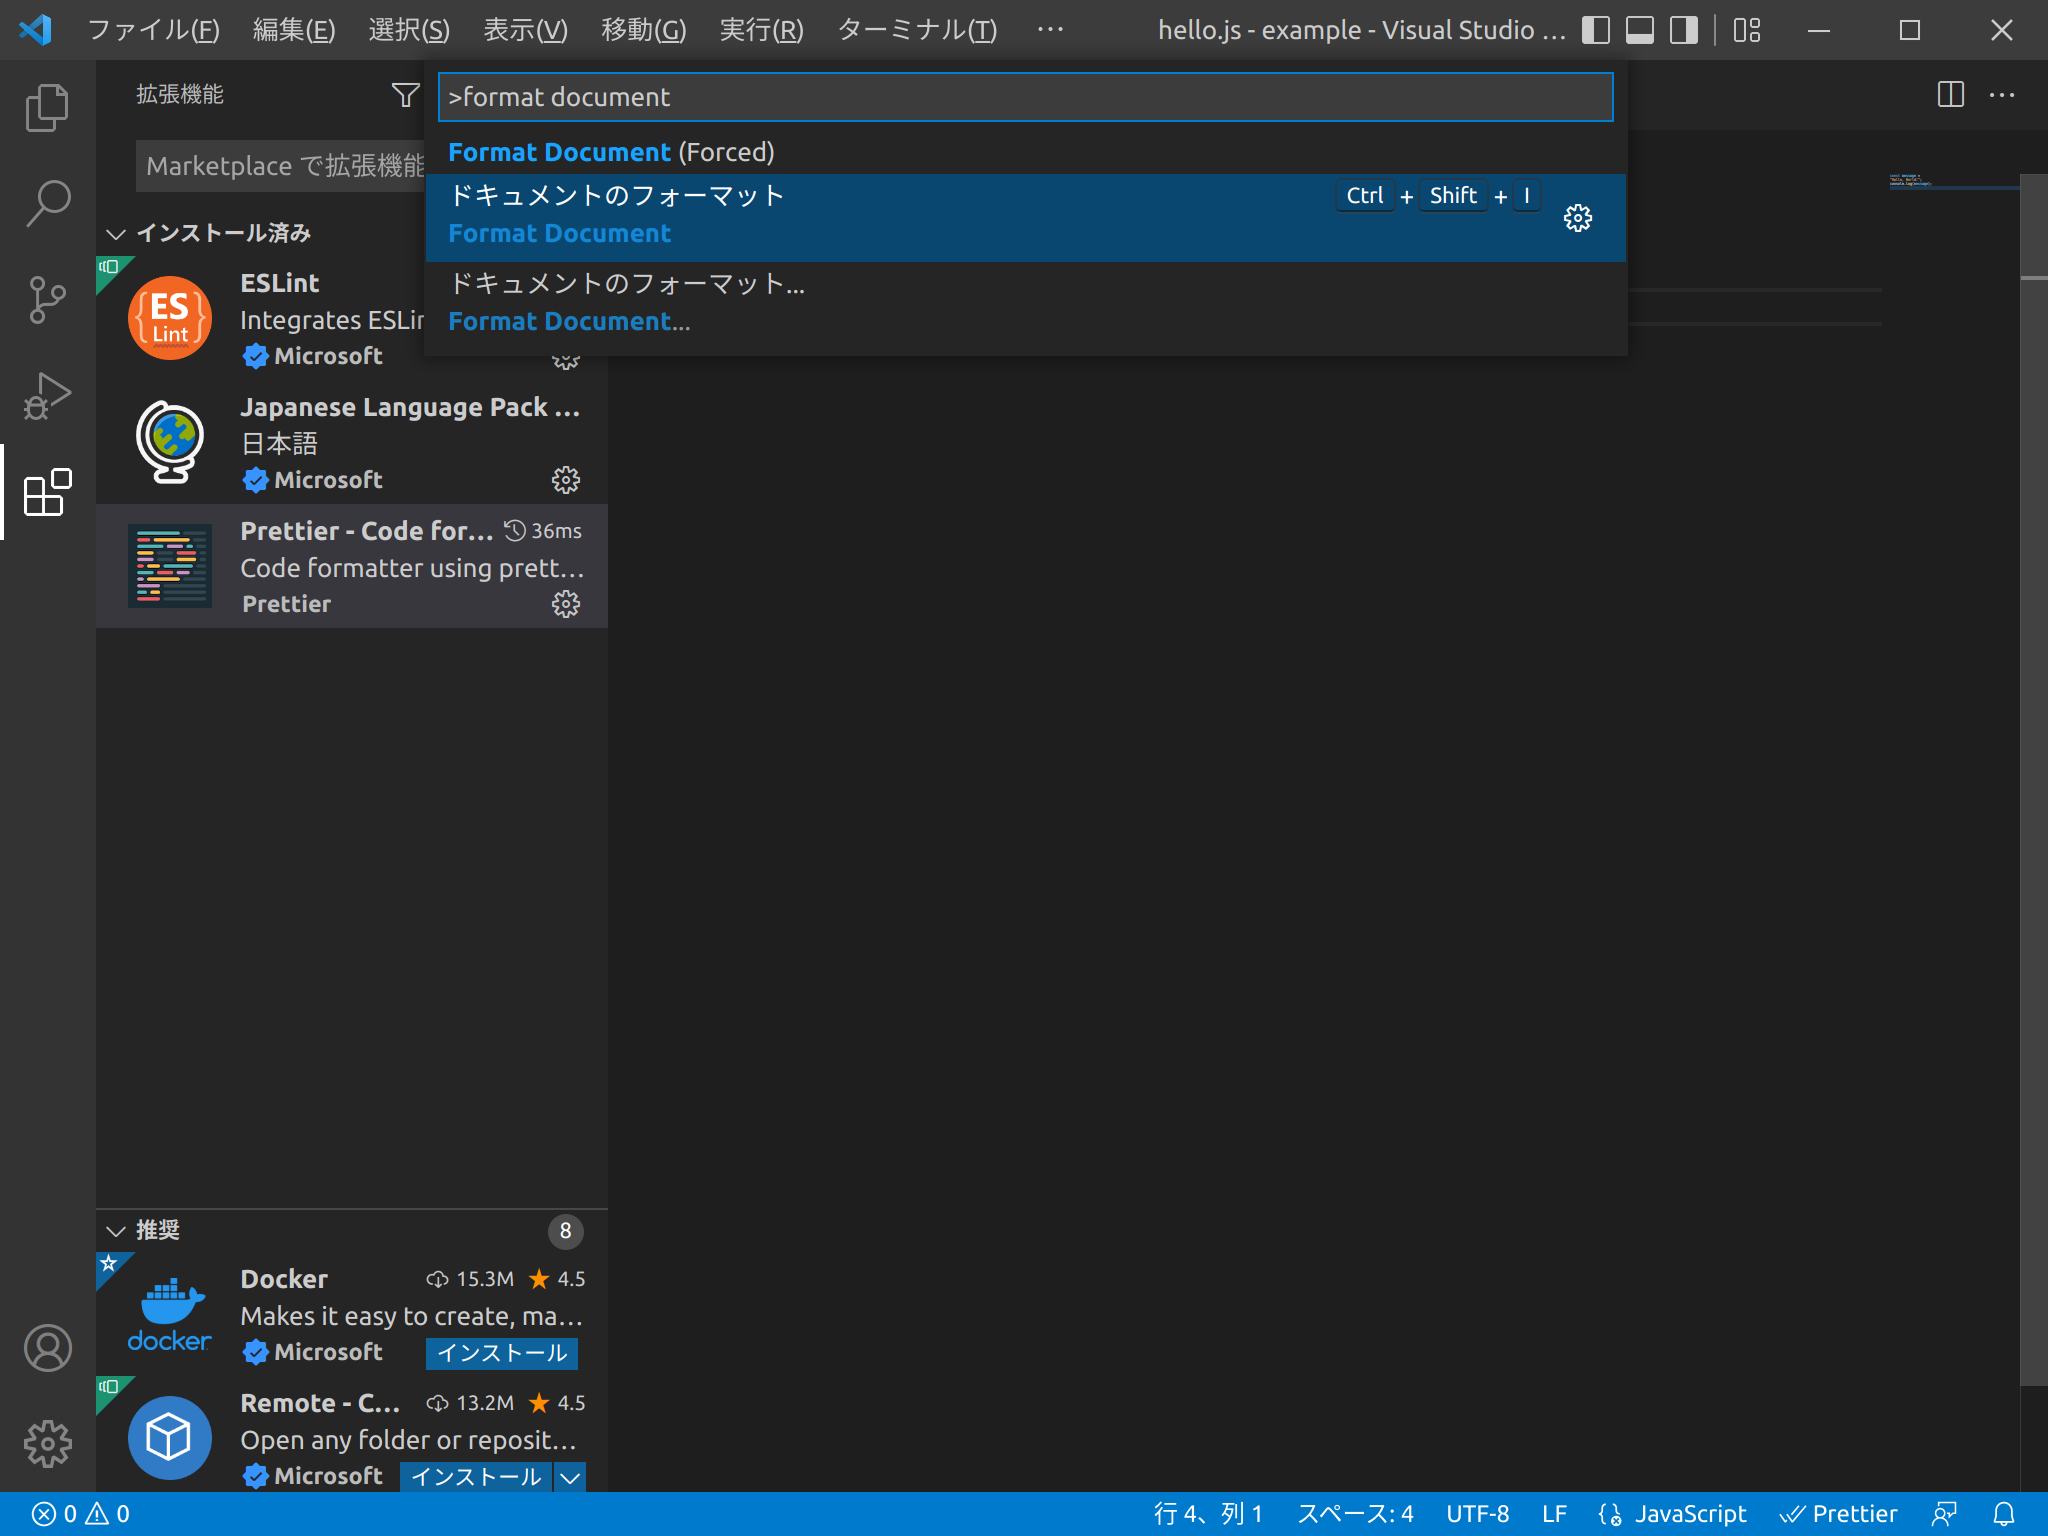 ファイル(F) 編集(E) 選択(S) 表示(V) 移動(G) 実行(R) ターミナル(T) ··· hello.js - example - Visual Studio ...
拡張機能
>format document
Marketplace で拡張機能
Format Document (Forced)
ドキュメントのフォーマット Ctrl + Shift + I
Format Document
ドキュメントのフォーマット...
Format Document...
インストール済み
ES Lint
ESLint
Integrates ESLin
Microsoft
Japanese Language Pack ...
日本語
Microsoft
Prettier - Code for... 36ms
Code formatter using prett...
Prettier
推奨 8
docker
Docker 15.3M ★ 4.5
Makes it easy to create, ma...
Microsoft インストール
Remote - C... 13.2M ★ 4.5
Open any folder or reposit...
Microsoft インストール
0 0 行 4、列 1 スペース: 4 UTF-8 LF JavaScript Prettier